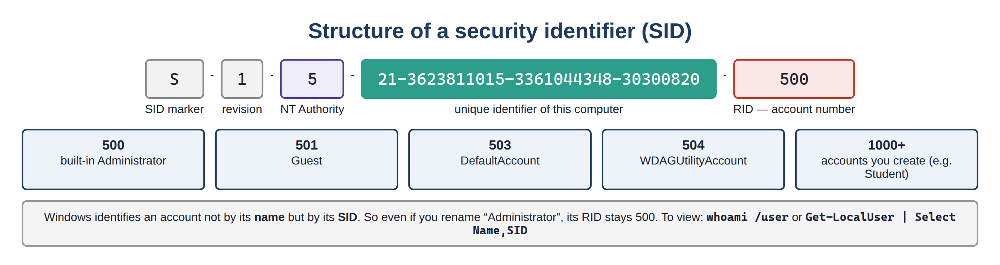 Structure of a security identifier (SID)
S - 1 - 5 - 21-3623811015-3361044348-30300820 - 500
SID marker revision NT Authority unique identifier of this computer RID — account number
500 501 503 504 1000+
built-in Administrator Guest DefaultAccount WDAGUtilityAccount accounts you create (e.g.
Student)
Windows identifies an account not by its name but by its SID. So even if you rename “Administrator”, its RID stays 500. To view: whoami /user or Get-LocalUser | Select
Name,SID